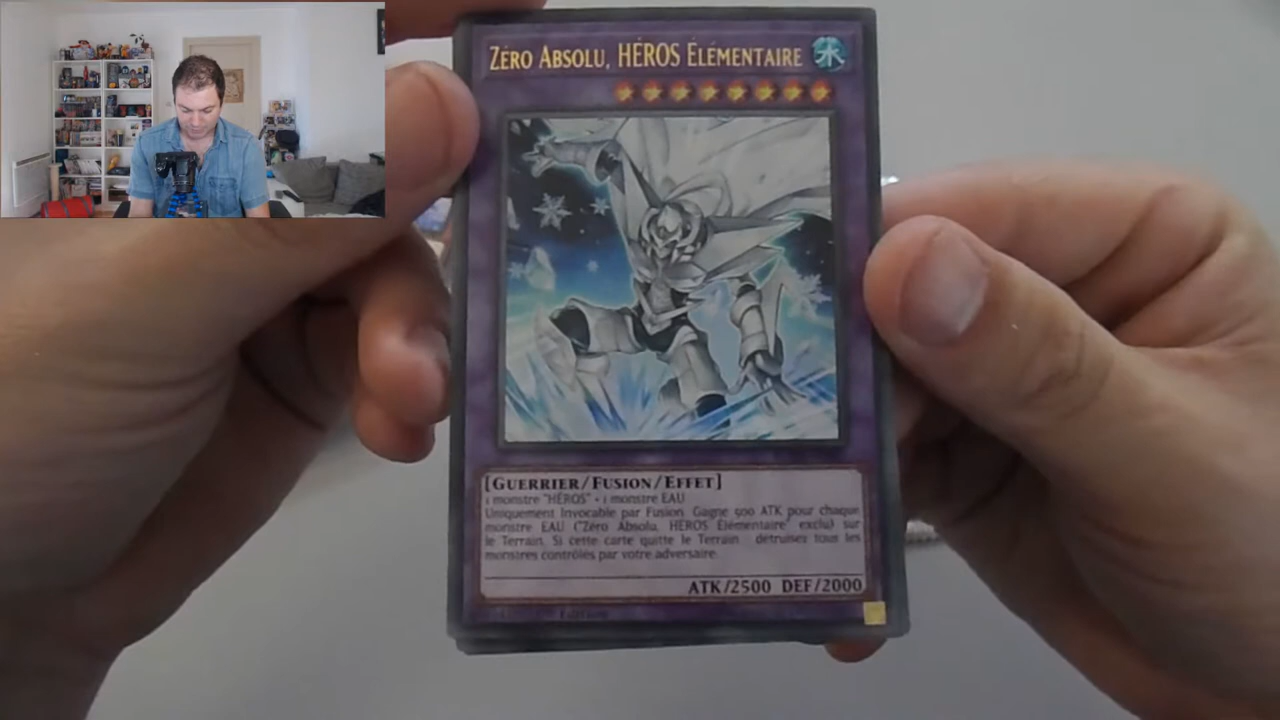 ZÉRO ABSOLU, HÉROS ÉLÉMENTAIRE 水
[GUERRIER/FUSION/EFFET]
1 monstre "HÉROS" + 1 monstre EAU
Uniquement Invocable par Fusion. Gagne 500 ATK pour chaque
monstre EAU ("Zéro Absolu, HÉROS Élémentaire" exclu) sur
le Terrain. Si cette carte quitte le Terrain : détruisez tous les
monstres contrôlés par votre adversaire.
ATK/2500 DEF/2000